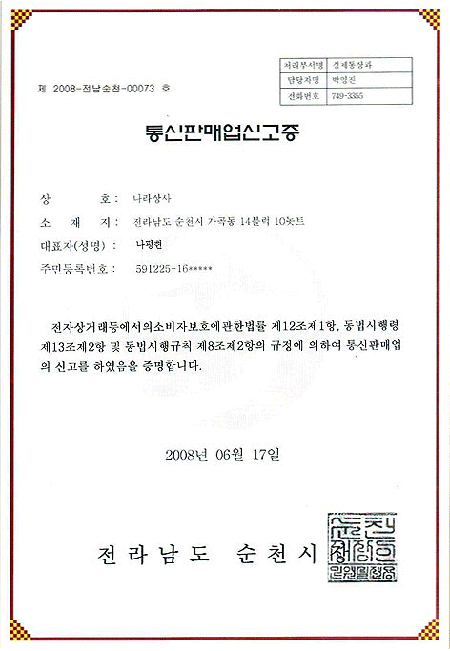 처리부서명 경제통상과
담당자명 박영진
전화번호 749-3355
제 2008-전남순천-00073 호
통신판매업신고증
상 호 : 나라상사
소 재 지 : 전라남도 순천시 가곡동 14블럭 10놋트
대표자(성명) : 나핑헌
주민등록번호 : 591225-16*****
전자상거래등에서의소비자보호에관한법률 제12조제1항, 동법시행령
제13조제2항 및 동법시행규칙 제8조제2항의 규정에 의하여 통신판매업
의 신고를 하였음을 증명합니다.
2008년 06월 17일
전라남도 순천시